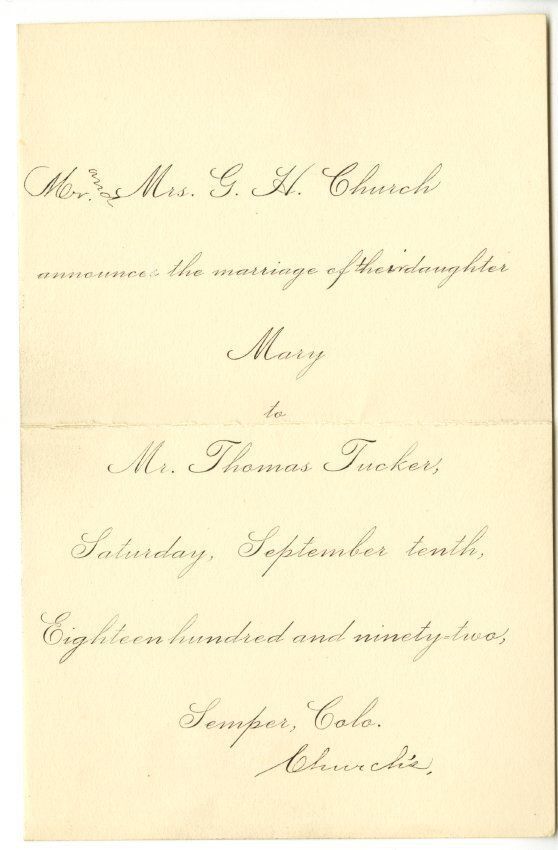 Mr. and Mrs. G. H. Church
announce the marriage of their daughter
Mary
to
Mr. Thomas Tucker,
Saturday, September tenth,
Eighteen hundred and ninety-two,
Semper, Colo.
Church's.